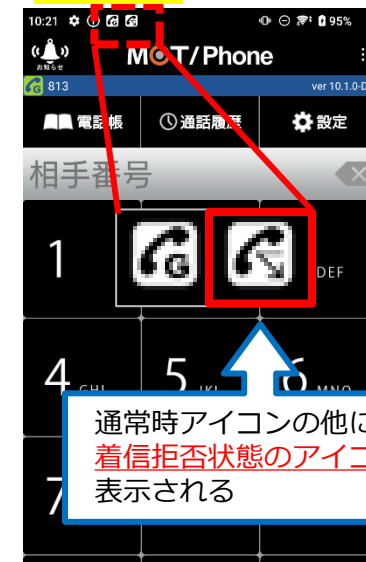 10:21 95%
お知らせ
MOT/Phone
813 ver 10.1.0-D
電話帳 通話履歴 設定
相手番号
1 DEF
4 GHI 5 JKL 6 MNO
7
通常時アイコンの他に
着信拒否状態のアイコ
表示される